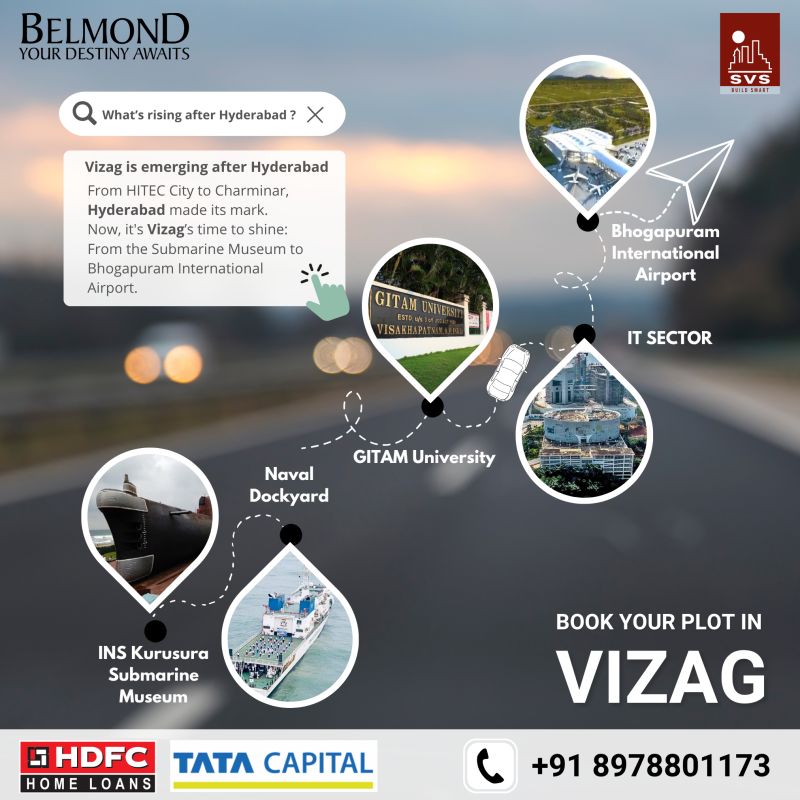 BELMOND
YOUR DESTINY AWAITS
SVS
BUILD SMART
What's rising after Hyderabad ?
Vizag is emerging after Hyderabad
From HITEC City to Charminar,
Hyderabad made its mark.
Now, it's Vizag's time to shine:
From the Submarine Museum to
Bhogapuram International
Airport.
Bhogapuram
International
Airport
IT SECTOR
GITAM UNIVERSITY
VISAKHAPATNAM
GITAM University
Naval
Dockyard
INS Kurusura
Submarine
Museum
BOOK YOUR PLOT IN
VIZAG
HDFC
HOME LOANS
TATA CAPITAL
+91 8978801173